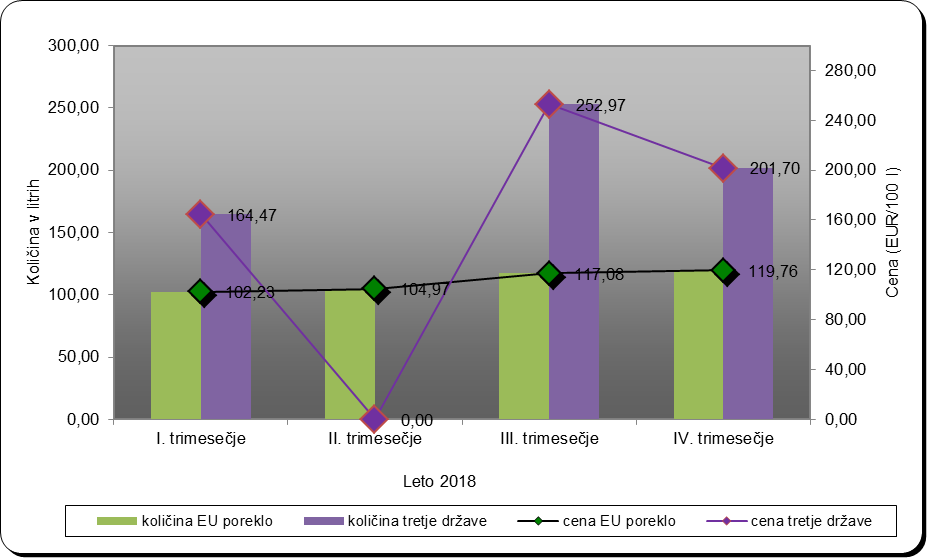 300,00
250,00
200,00
150,00
100,00
50,00
0,00
Količina v litrih
280,00
240,00
200,00
160,00
120,00
80,00
40,00
0,00
Cena (EUR/100 l)
164,47
252,97
201,70
102,23
104,97
117,08
119,76
0,00
I. trimesečje
II. trimesečje
III. trimesečje
IV. trimesečje
Leto 2018
količina EU poreklo
količina tretje države
cena EU poreklo
cena tretje države